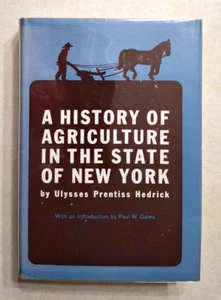 A HISTORY OF
AGRICULTURE
IN THE STATE
OF NEW YORK
by Ulysses Prentiss Hedrick
With an Introduction by Paul W. Gates